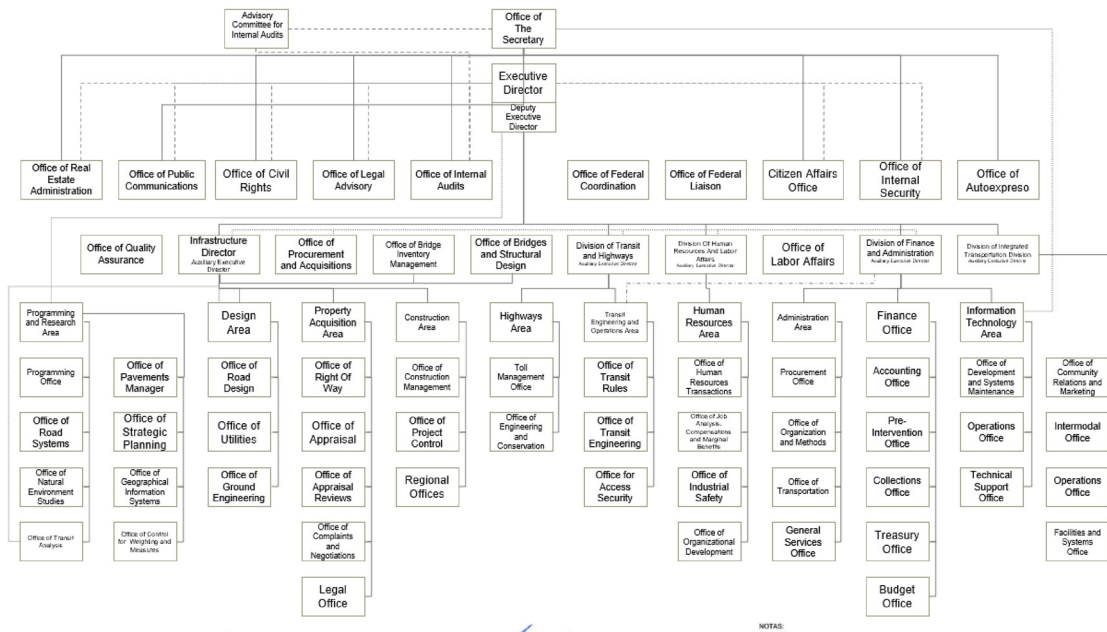 Advisory
Committee for
Internal Audits
Office of
The
Secretary
Executive
Director
Deputy
Executive
Director
Office of Real
Estate
Administration
Office of Public
Communications
Office of Civil
Rights
Office of Legal
Advisory
Office of Internal
Audits
Office of Federal
Coordination
Office of Federal
Liaison
Citizen Affairs
Office
Office of
Internal
Security
Office of
Autoexpreso
Office of Quality
Assurance
Infrastructure
Director
Auxiliary Executive
Director
Office of
Procurement
and Acquisitions
Office of Bridge
Inventory
Management
Office of Bridges
and Structural
Design
Division of Transit
and Highways
Auxiliary Executive Director
Division Of Human
Resources And Labor
Affairs
Auxiliary Executive Director
Office of
Labor Affairs
Division of Finance
and Administration
Auxiliary Executive Director
Division of Integrated
Transportation Division
Auxiliary Executive Director
Programming
and Research
Area
Design
Area
Property
Acquisition
Area
Construction
Area
Highways
Area
Transit
Engineering and
Operations Area
Human
Resources
Area
Administration
Area
Finance
Office
Information
Technology
Area
Programming
Office
Office of
Pavements
Manager
Office of
Road
Design
Office of
Right Of
Way
Office of
Construction
Management
Toll
Management
Office
Office of
Transit
Rules
Office of
Human
Resources
Transactions
Procurement
Office
Accounting
Office
Office of
Development
and Systems
Maintenance
Office of
Community
Relations and
Marketing
Office of
Road
Systems
Office of
Strategic
Planning
Office of
Utilities
Office of
Appraisal
Office of
Project
Control
Office of
Engineering
and
Conservation
Office of
Transit
Engineering
Office of Job
Analysis,
Compensations
and Marginal
Benefits
Office of
Organization
and Methods
Pre-
Intervention
Office
Operations
Office
Intermodal
Office
Office of
Natural
Environment
Studies
Office of
Geographical
Information
Systems
Office of
Ground
Engineering
Office of
Appraisal
Reviews
Regional
Offices
Office for
Access
Security
Office of
Industrial
Safety
Office of
Transportation
Collections
Office
Technical
Support
Office
Operations
Office
Office of Transit
Analysis
Office of Control
for Weighting and
Measures
Office of
Complaints
and
Negotiations
Office of
Organizational
Development
General
Services
Office
Treasury
Office
Facilities and
Systems
Office
Legal
Office
Budget
Office
NOTAS: